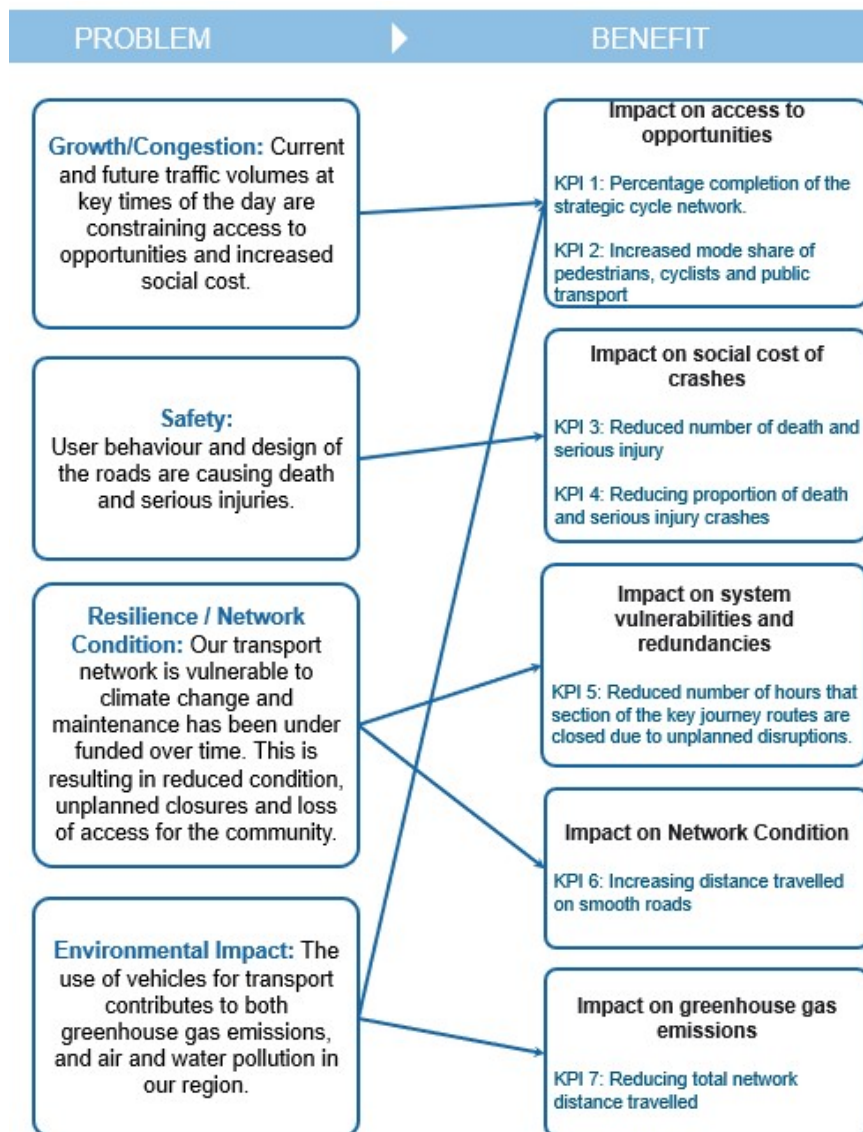 PROBLEM
BENEFIT
Growth/Congestion: Current
and future traffic volumes at
key times of the day are
constraining access to
opportunities and increased
social cost.
Safety:
User behaviour and design of
the roads are causing death
and serious injuries.
Resilience / Network
Condition: Our transport
network is vulnerable to
climate change and
maintenance has been under
funded over time. This is
resulting in reduced condition,
unplanned closures and loss
of access for the community.
Environmental Impact: The
use of vehicles for transport
contributes to both
greenhouse gas emissions,
and air and water pollution in
our region.
Impact on access to
opportunities
KPI 1: Percentage completion of the
strategic cycle network.
KPI 2: Increased mode share of
pedestrians, cyclists and public
transport
Impact on social cost of
crashes
KPI 3: Reduced number of death and
serious injury
KPI 4: Reducing proportion of death
and serious injury crashes
Impact on system
vulnerabilities and
redundancies
KPI 5: Reduced number of hours that
section of the key journey routes are
closed due to unplanned disruptions.
Impact on Network Condition
KPI 6: Increasing distance travelled
on smooth roads
Impact on greenhouse gas
emissions
KPI 7: Reducing total network
distance travelled